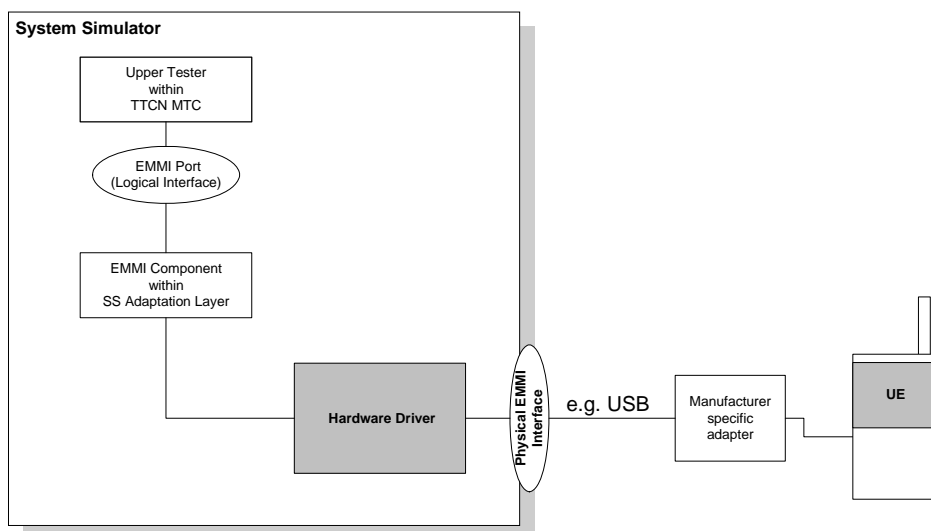 System Simulator
Upper Tester
within
TTCN MTC
EMMI Port
(Logical Interface)
EMMI Component
within
SS Adaptation Layer
Hardware Driver
Physical EMMI
Interface
e.g. USB
Manufacturer
specific
adapter
UE